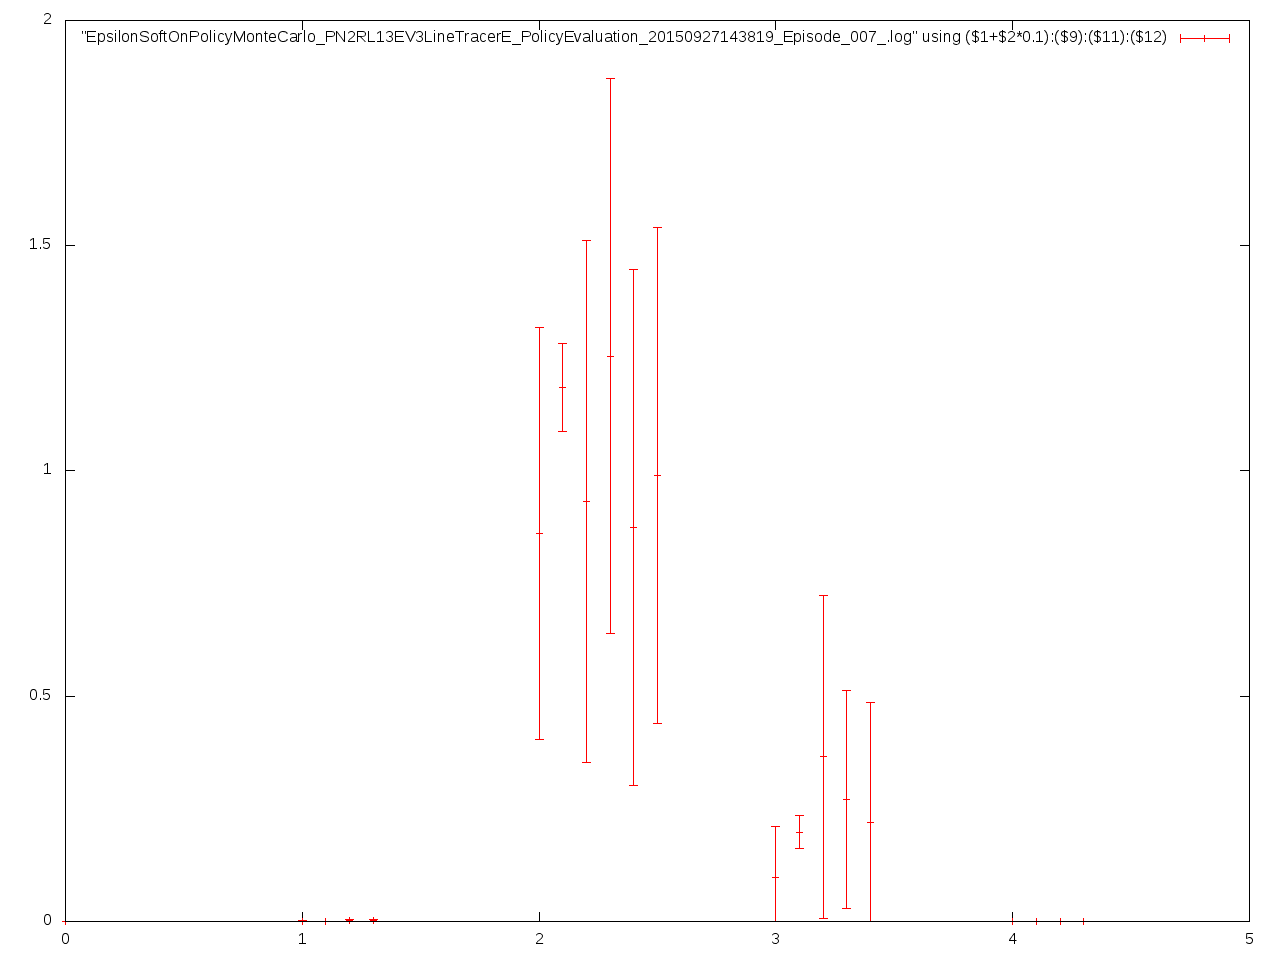 2
"EpsilonSoftOnPolicyMonteCarlo_PN2RL13EV3LineTracerE_PolicyEvaluation_20150927143819_Episode_007_.log" using ($1+$2*0.1):($9):($11):($12)
1.5
1
0.5
0
0 1 2 3 4 5